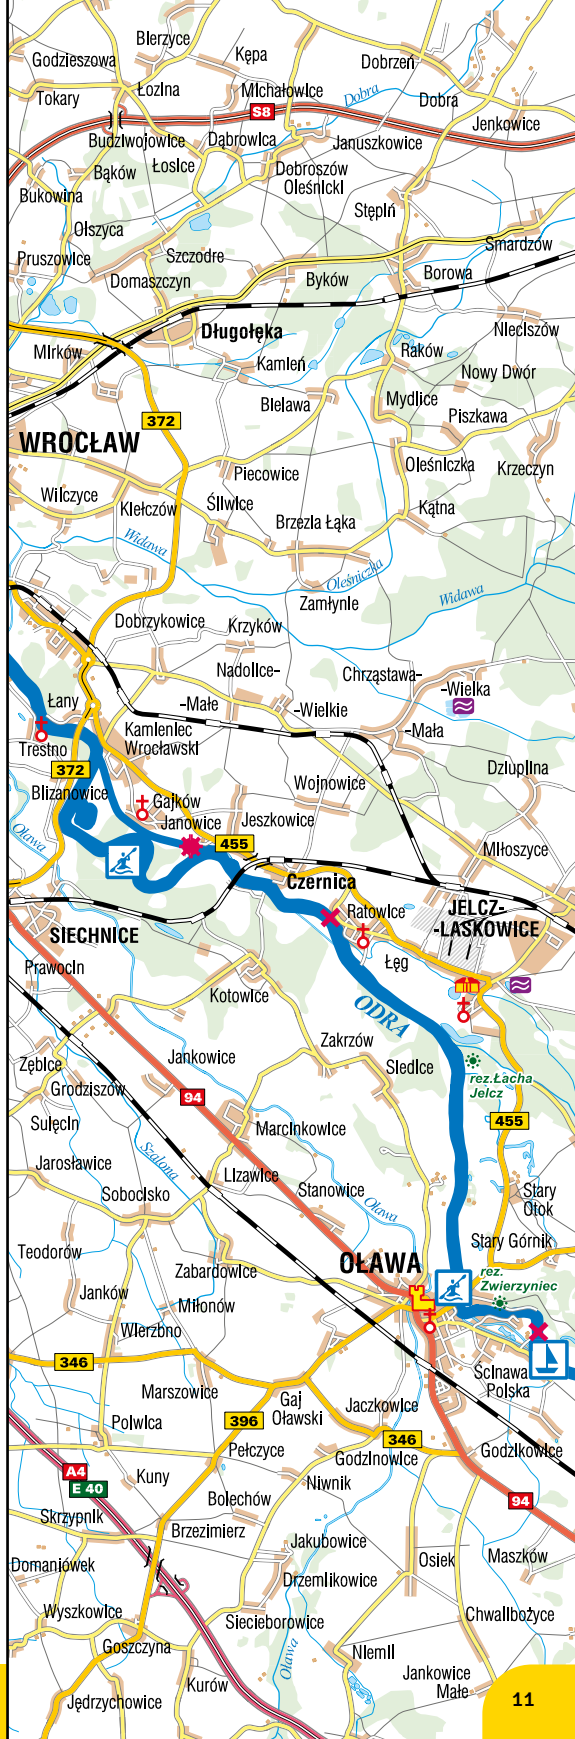 Bierzyce
Godzieszowa
Kępa
Dobrzeń
Łozina
Michałowice
Tokary
Dobra
Dobra
S8
Jenkowice
Budziwojowice
Dąbrowica
Januszkowice
Bąków
Łosice
Dobroszów
Oleśnicki
Bukowina
Stępiń
Olszyca
Smardzów
Pruszowice
Szczodre
Domaszczyn
Byków
Borowa
Długołęka
Nieciszów
Mirków
Kamień
Raków
Nowy Dwór
Bielawa
Mydlice
Piszkawa
372
WROCŁAW
Piecowice
Oleśniczka
Krzeczyn
Wilczyce
Kiełczów
Śliwice
Brzezia Łąka
Kątna
Widawa
Oleśniczka
Widawa
Zamłynie
Dobrzykowice
Krzyków
Nadolice-
Chrząstawa-
-Wielka
Łany
-Małe
-Wielkie
-Mała
Trestno
Kamieniec
Wrocławski
372
Dziuplina
Wojnowice
Blizanowice
Gajków
Janowice
Jeszkowice
Oława
455
Miłoszyce
Czernica
Ratowice
JELCZ-
-LASKOWICE
SIECHNICE
Łęg
Prawocin
Kotowice
ODRA
Zakrzów
Jankowice
Siedlce
Zębice
rez.Łacha
Jelcz
Grodziszów
94
455
Sulęcin
Marcinkowice
Szalona
Jarosławice
Lizawice
Sobocisko
Stanowice
Stary
Otok
Oława
Teodorów
Stary Górnik
OŁAWA
Zabardowice
rez.
Zwierzyniec
Janków
Miłonów
Wierzbno
346
Ścinawa
Polska
Marszowice
Gaj
Oławski
Jaczkowice
Polwica
396
346
Pełczyce
Godzinowice
Godzikowice
A4
E 40
Kuny
Niwnik
Bolechów
94
Skrzypnik
Brzezimierz
Jakubowice
Domaniówek
Osiek
Maszków
Drzemlikowice
Wyszkowice
Siecieborowice
Chwalibożyce
Goszczyna
Oława
Niemil
Kurów
Jankowice
Małe
Jędrzychowice
11